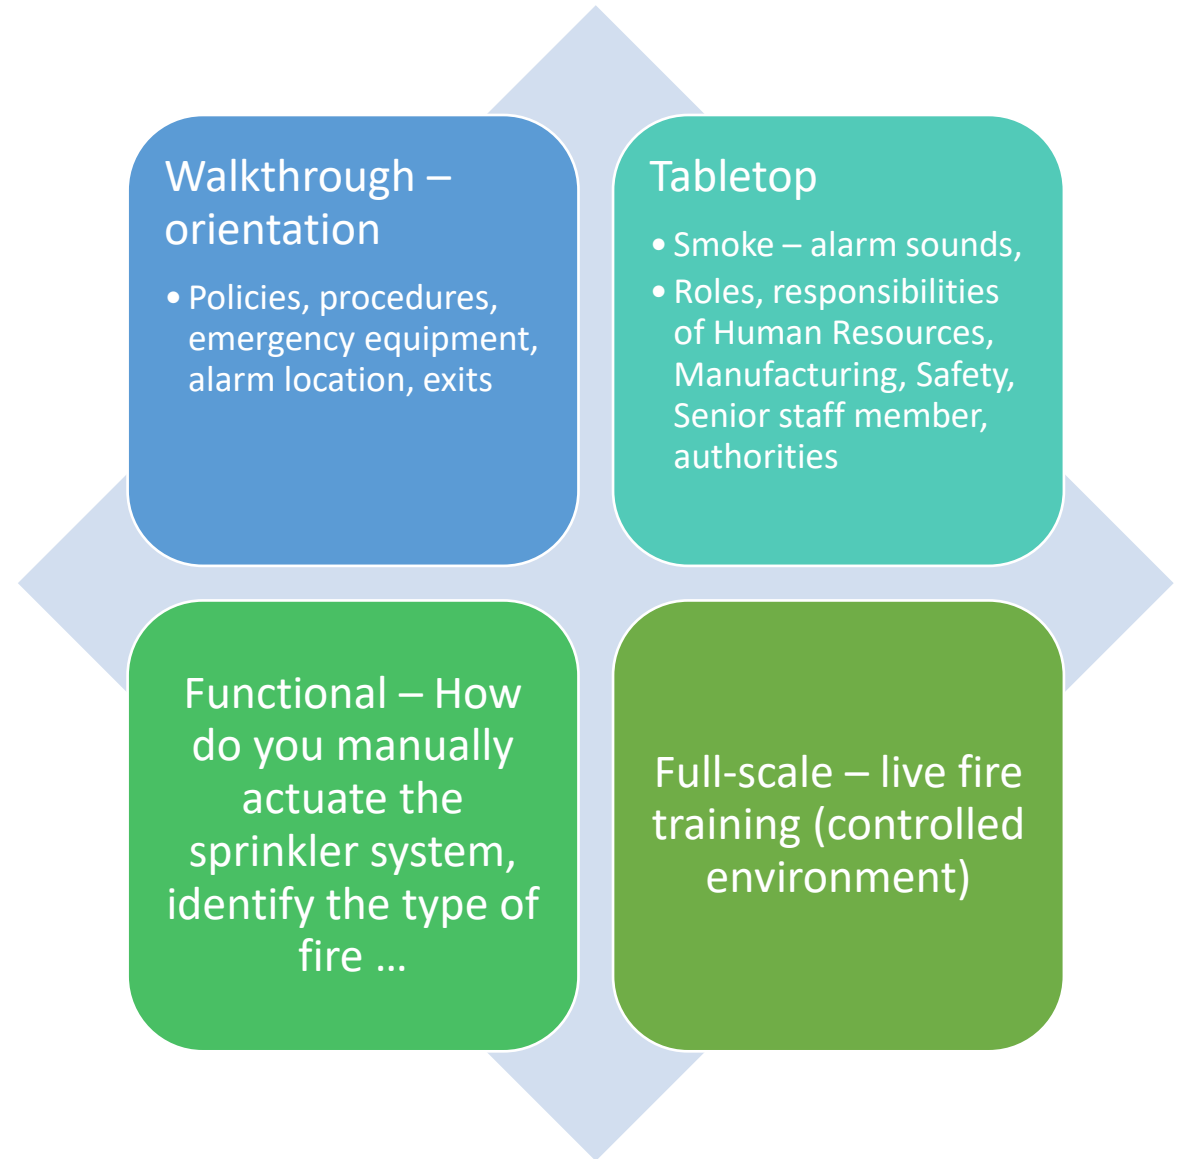 Walkthrough –
orientation
• Policies, procedures,
emergency equipment,
alarm location, exits
Tabletop
• Smoke – alarm sounds,
• Roles, responsibilities
of Human Resources,
Manufacturing, Safety,
Senior staff member,
authorities
Functional – How
do you manually
actuate the
sprinkler system,
identify the type of
fire …
Full-scale – live fire
training (controlled
environment)